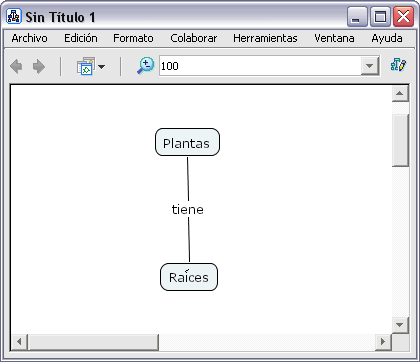 Sin Título 1
Archivo Edición Formato Colaborar Herramientas Ventana Ayuda
100
Plantas
tiene
Raíces